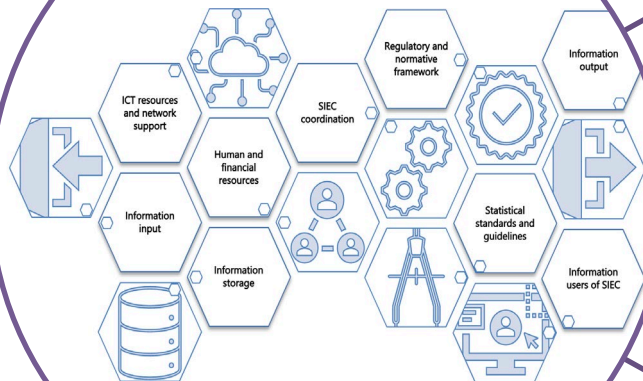 Regulatory and
normative
framework
Information
output
ICT resources
and network
support
SIEC
coordination
Human and
financial
resources
Information
input
Statistical
standards and
guidelines
Information
storage
Information
users of SIEC